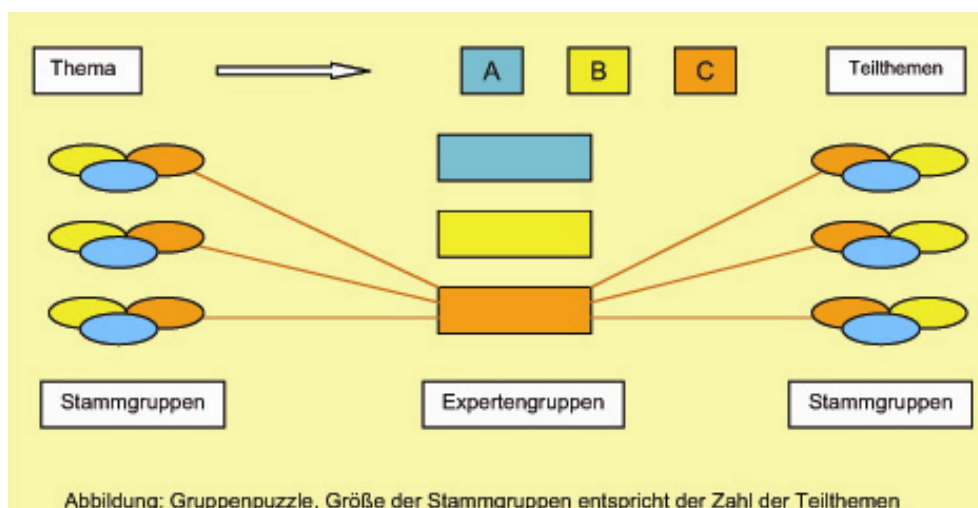 Thema
A
B
C
Teilthemen
Stammgruppen
Expertengruppen
Stammgruppen
Abbildung: Gruppenpuzzle, Größe der Stammgruppen entspricht der Zahl der Teilthemen